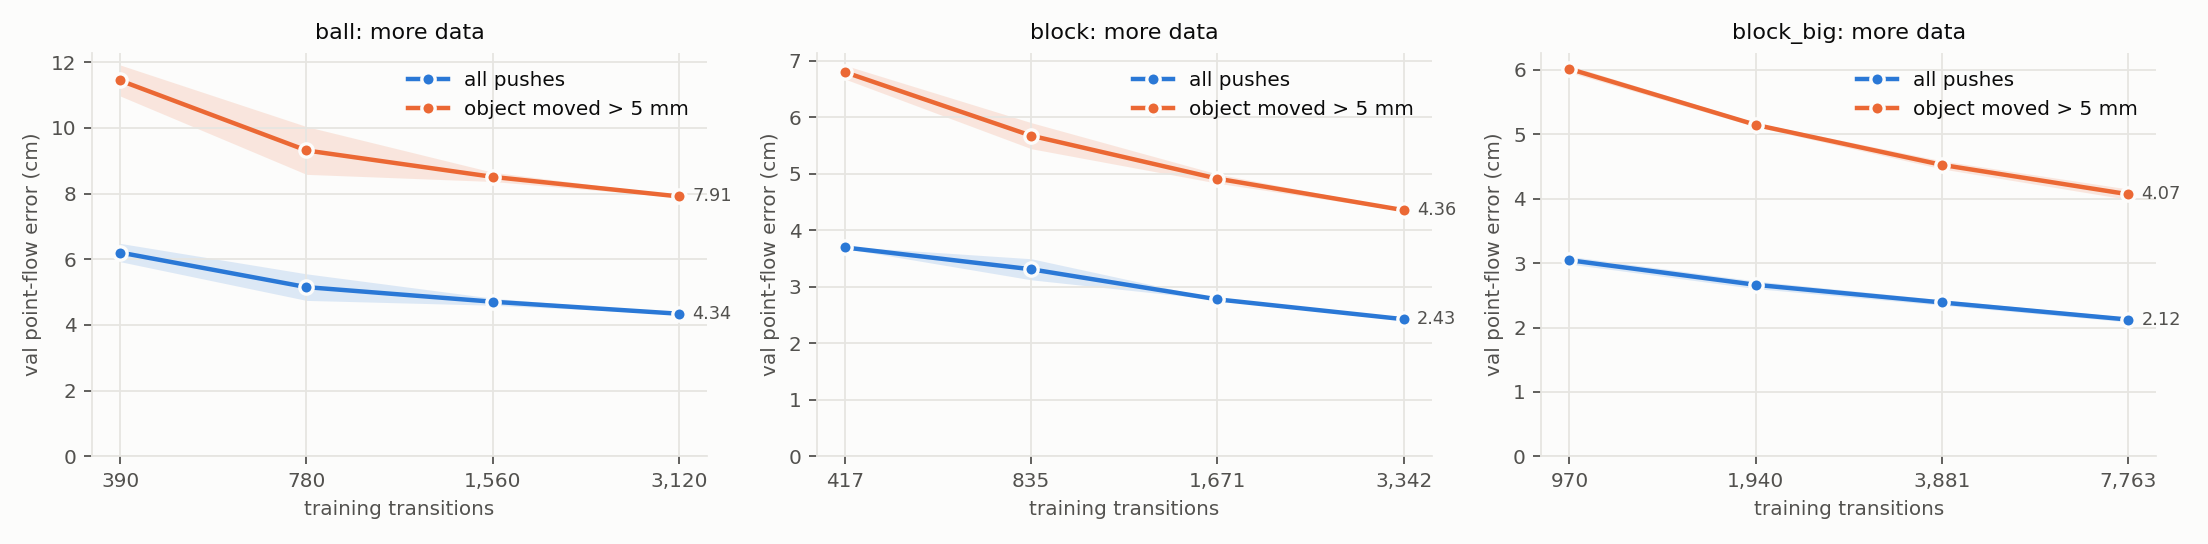 ball: more data
val point-flow error (cm)
12
10
8
6
4
2
0
all pushes
object moved > 5 mm
7.91
4.34
390
780
1,560
3,120
training transitions
block: more data
val point-flow error (cm)
7
6
5
4
3
2
1
0
all pushes
object moved > 5 mm
4.36
2.43
417
835
1,671
3,342
training transitions
block_big: more data
val point-flow error (cm)
6
5
4
3
2
1
0
all pushes
object moved > 5 mm
4.07
2.12
970
1,940
3,881
7,763
training transitions